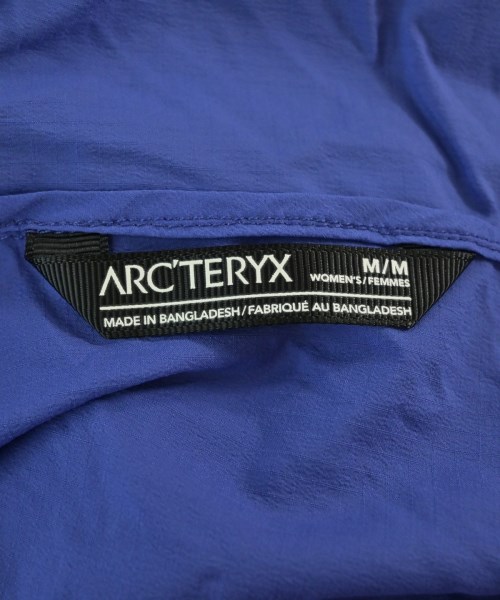 ARC'TERYX
M/M
WOMEN'S/FEMMES
MADE IN BANGLADESH/FABRIQUÉ AU BANGLADESH